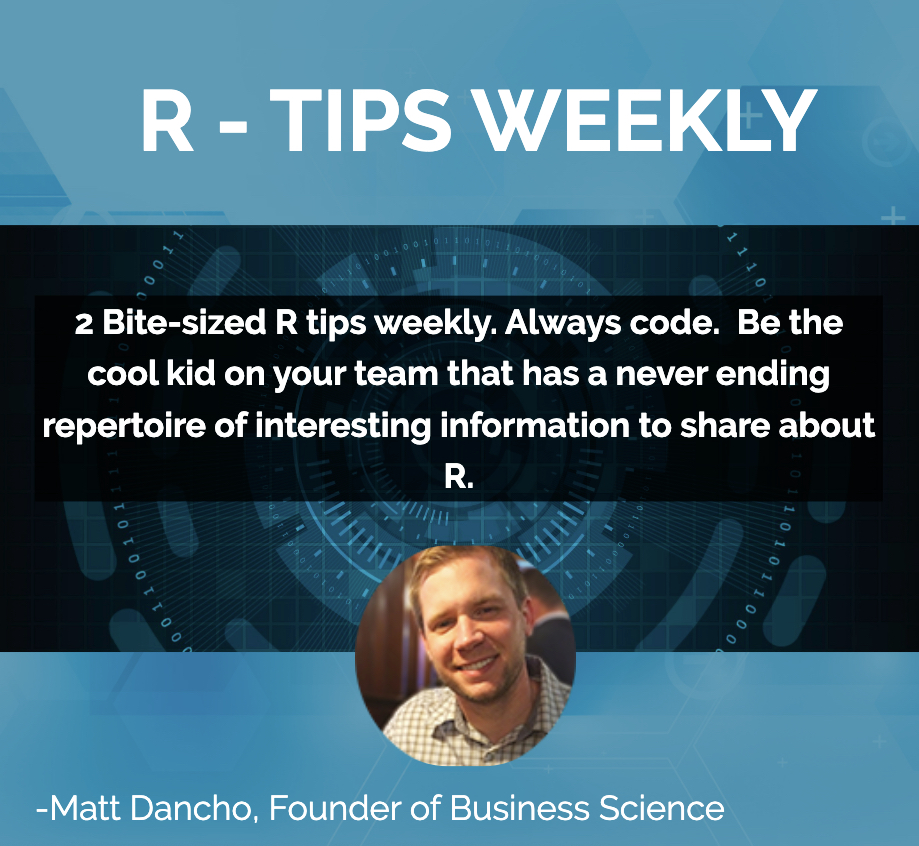 R - TIPS WEEKLY
2 Bite-sized R tips weekly. Always code.  Be the
cool kid on your team that has a never ending
repertoire of interesting information to share about
R.
-Matt Dancho, Founder of Business Science